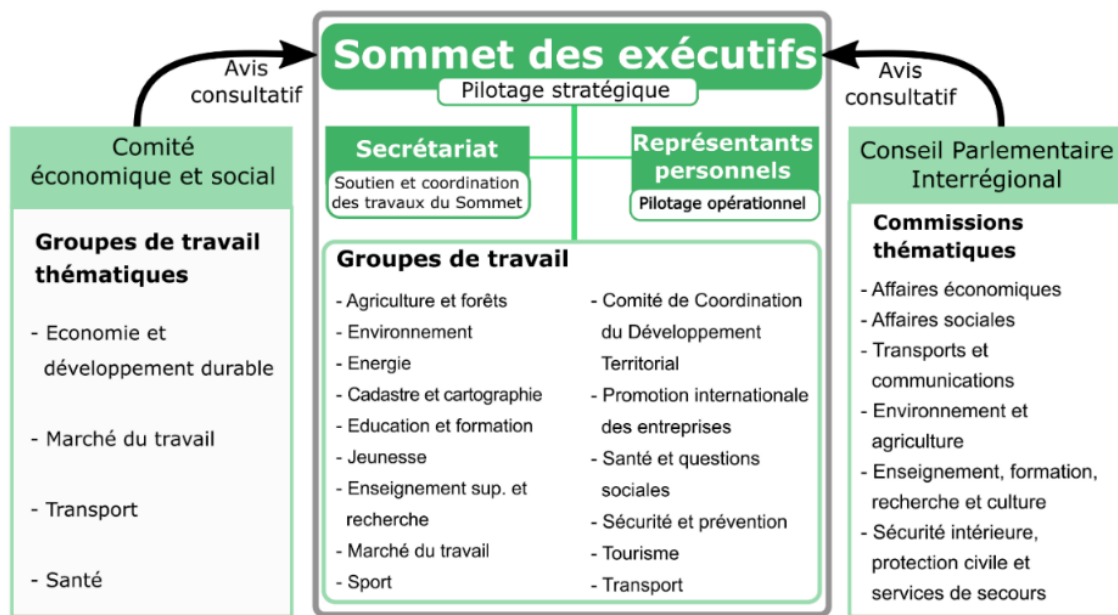 Sommet des exécutifs
Pilotage stratégique
Avis
consultatif
Avis
consultatif
Comité
économique et social
Groupes de travail
thématiques
- Economie et
développement durable
- Marché du travail
- Transport
- Santé
Secrétariat
Soutien et coordination
des travaux du Sommet
Représentants
personnels
Pilotage opérationnel
Groupes de travail
- Agriculture et forêts
- Environnement
- Energie
- Cadastre et cartographie
- Education et formation
- Jeunesse
- Enseignement sup. et
recherche
- Marché du travail
- Sport
- Comité de Coordination
du Développement
Territorial
- Promotion internationale
des entreprises
- Santé et questions
sociales
- Sécurité et prévention
- Tourisme
- Transport
Conseil Parlementaire
Interrégional
Commissions
thématiques
- Affaires économiques
- Affaires sociales
- Transports et
communications
- Environnement et
agriculture
- Enseignement, formation,
recherche et culture
- Sécurité intérieure,
protection civile et
services de secours